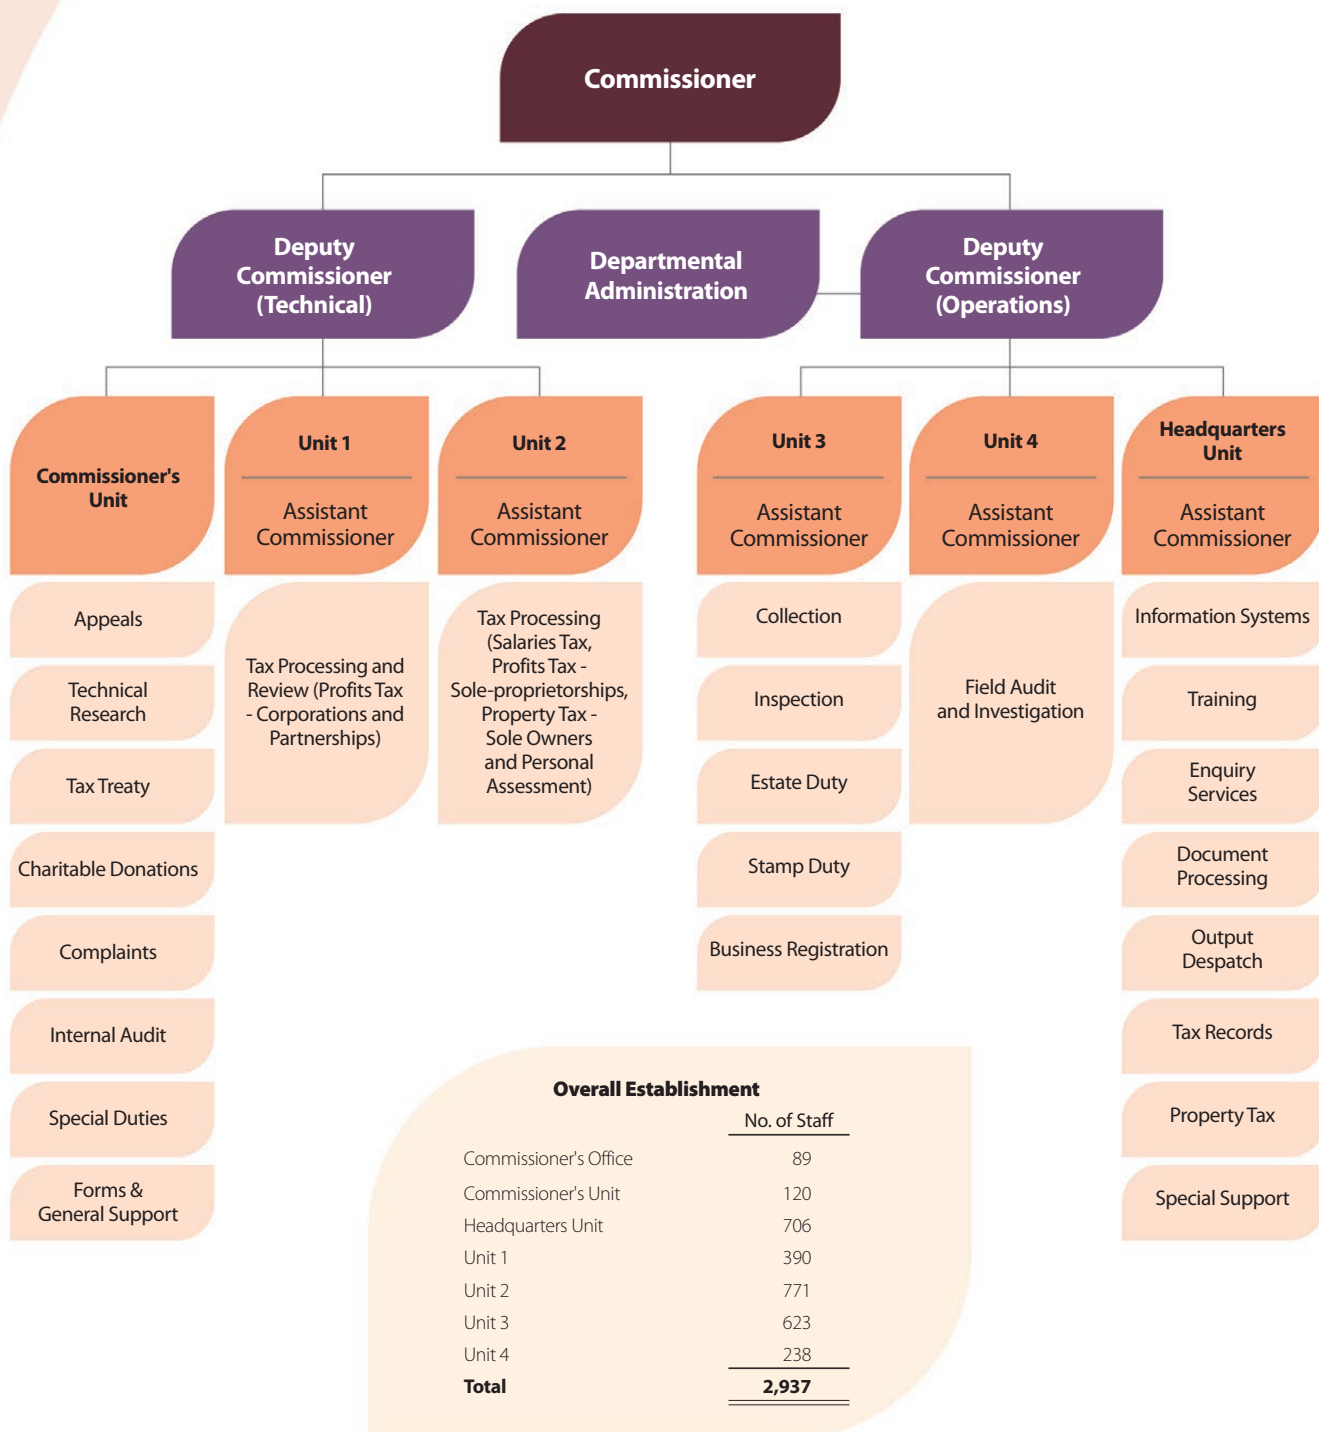 Commissioner
Deputy
Commissioner
(Technical)
Departmental
Administration
Deputy
Commissioner
(Operations)
Commissioner's
Unit
Unit 1
Assistant
Commissioner
Unit 2
Assistant
Commissioner
Unit 3
Assistant
Commissioner
Unit 4
Assistant
Commissioner
Headquarters
Unit
Assistant
Commissioner
Appeals
Technical
Research
Tax Treaty
Charitable Donations
Complaints
Internal Audit
Special Duties
Forms &
General Support
Tax Processing and
Review (Profits Tax
- Corporations and
Partnerships)
Tax Processing
(Salaries Tax,
Profits Tax -
Sole-proprietorships,
Property Tax -
Sole Owners
and Personal
Assessment)
Collection
Inspection
Estate Duty
Stamp Duty
Business Registration
Field Audit
and Investigation
Information Systems
Training
Enquiry
Services
Document
Processing
Output
Despatch
Tax Records
Property Tax
Special Support
Overall Establishment
No. of Staff
Commissioner's Office 89
Commissioner's Unit 120
Headquarters Unit 706
Unit 1 390
Unit 2 771
Unit 3 623
Unit 4 238
Total 2,937